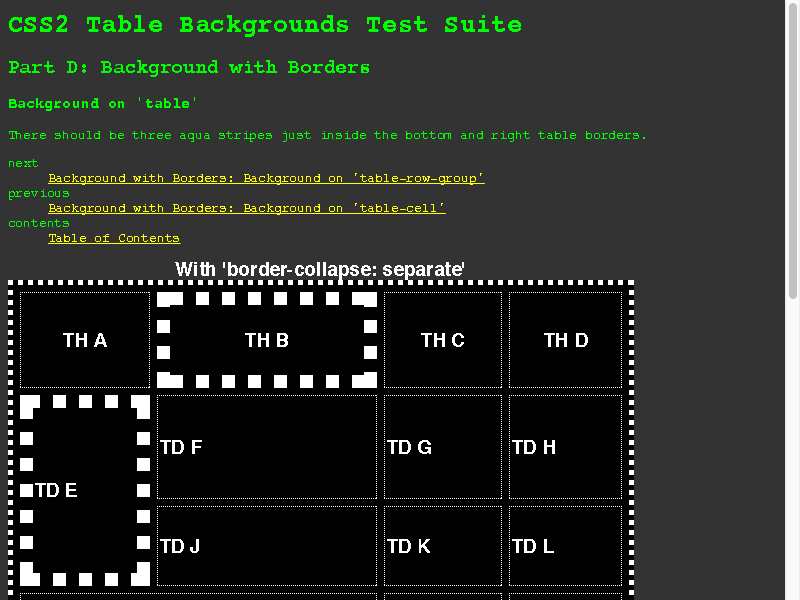 CSS2 Table Backgrounds Test Suite
Part D: Background with Borders
Background on 'table'
There should be three aqua stripes just inside the bottom and right table borders.
next
Background with Borders: Background on 'table-row-group'
previous
Background with Borders: Background on 'table-cell'
contents
Table of Contents
With 'border-collapse: separate'
TH A TH B TH C TH D
TD F TD G TD H
TD E
TD J TD K TD L